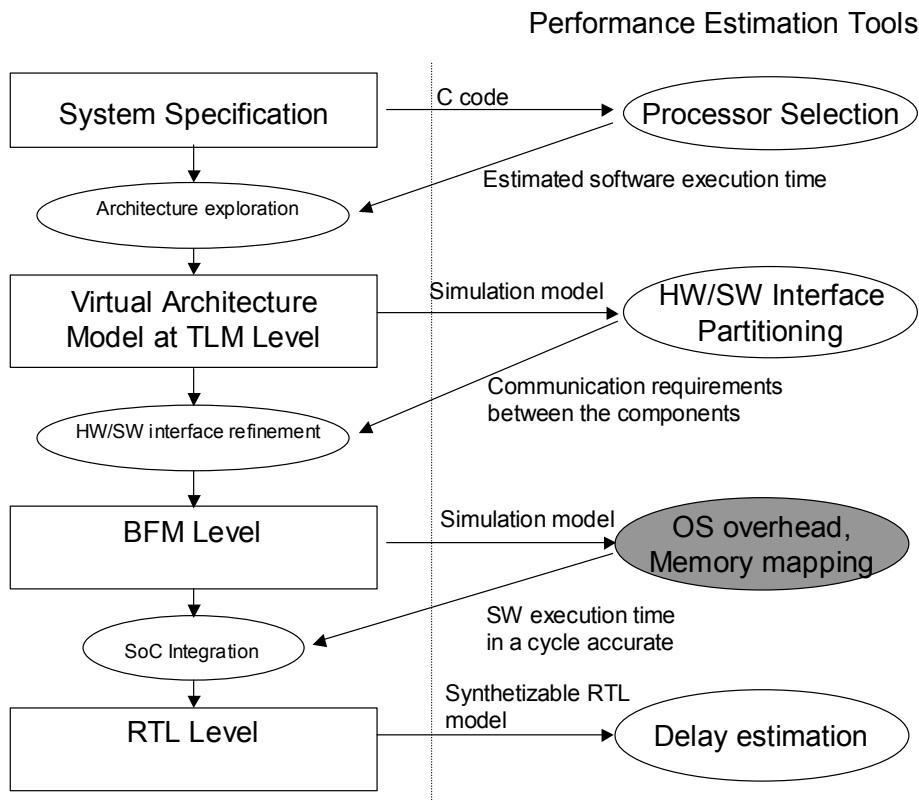 Performance Estimation Tools
System Specification
C code
Processor Selection
Estimated software execution time
Architecture exploration
Virtual Architecture
Model at TLM Level
Simulation model
HW/SW Interface
Partitioning
Communication requirements
between the components
HW/SW interface refinement
BFM Level
Simulation model
OS overhead,
Memory mapping
SW execution time
in a cycle accurate
SoC Integration
Synthetizable RTL
model
RTL Level
Delay estimation